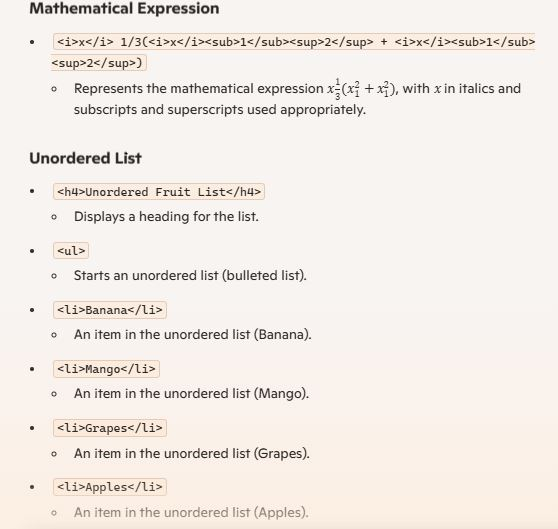 Mathematical Expression
• <i>x</i> 1/3(<i>x</i><sub>1</sub><sup>2</sup> + <i>x</i><sub>1</sub>
<sup>2</sup>)
◦ Represents the mathematical expression x 1/3 (x₁² + x₁²), with x in italics and
subscripts and superscripts used appropriately.
Unordered List
• <h4>Unordered Fruit List</h4>
◦ Displays a heading for the list.
• <ul>
◦ Starts an unordered list (bulleted list).
• <li>Banana</li>
◦ An item in the unordered list (Banana).
• <li>Mango</li>
◦ An item in the unordered list (Mango).
• <li>Grapes</li>
◦ An item in the unordered list (Grapes).
• <li>Apples</li>
◦ An item in the unordered list (Apples).